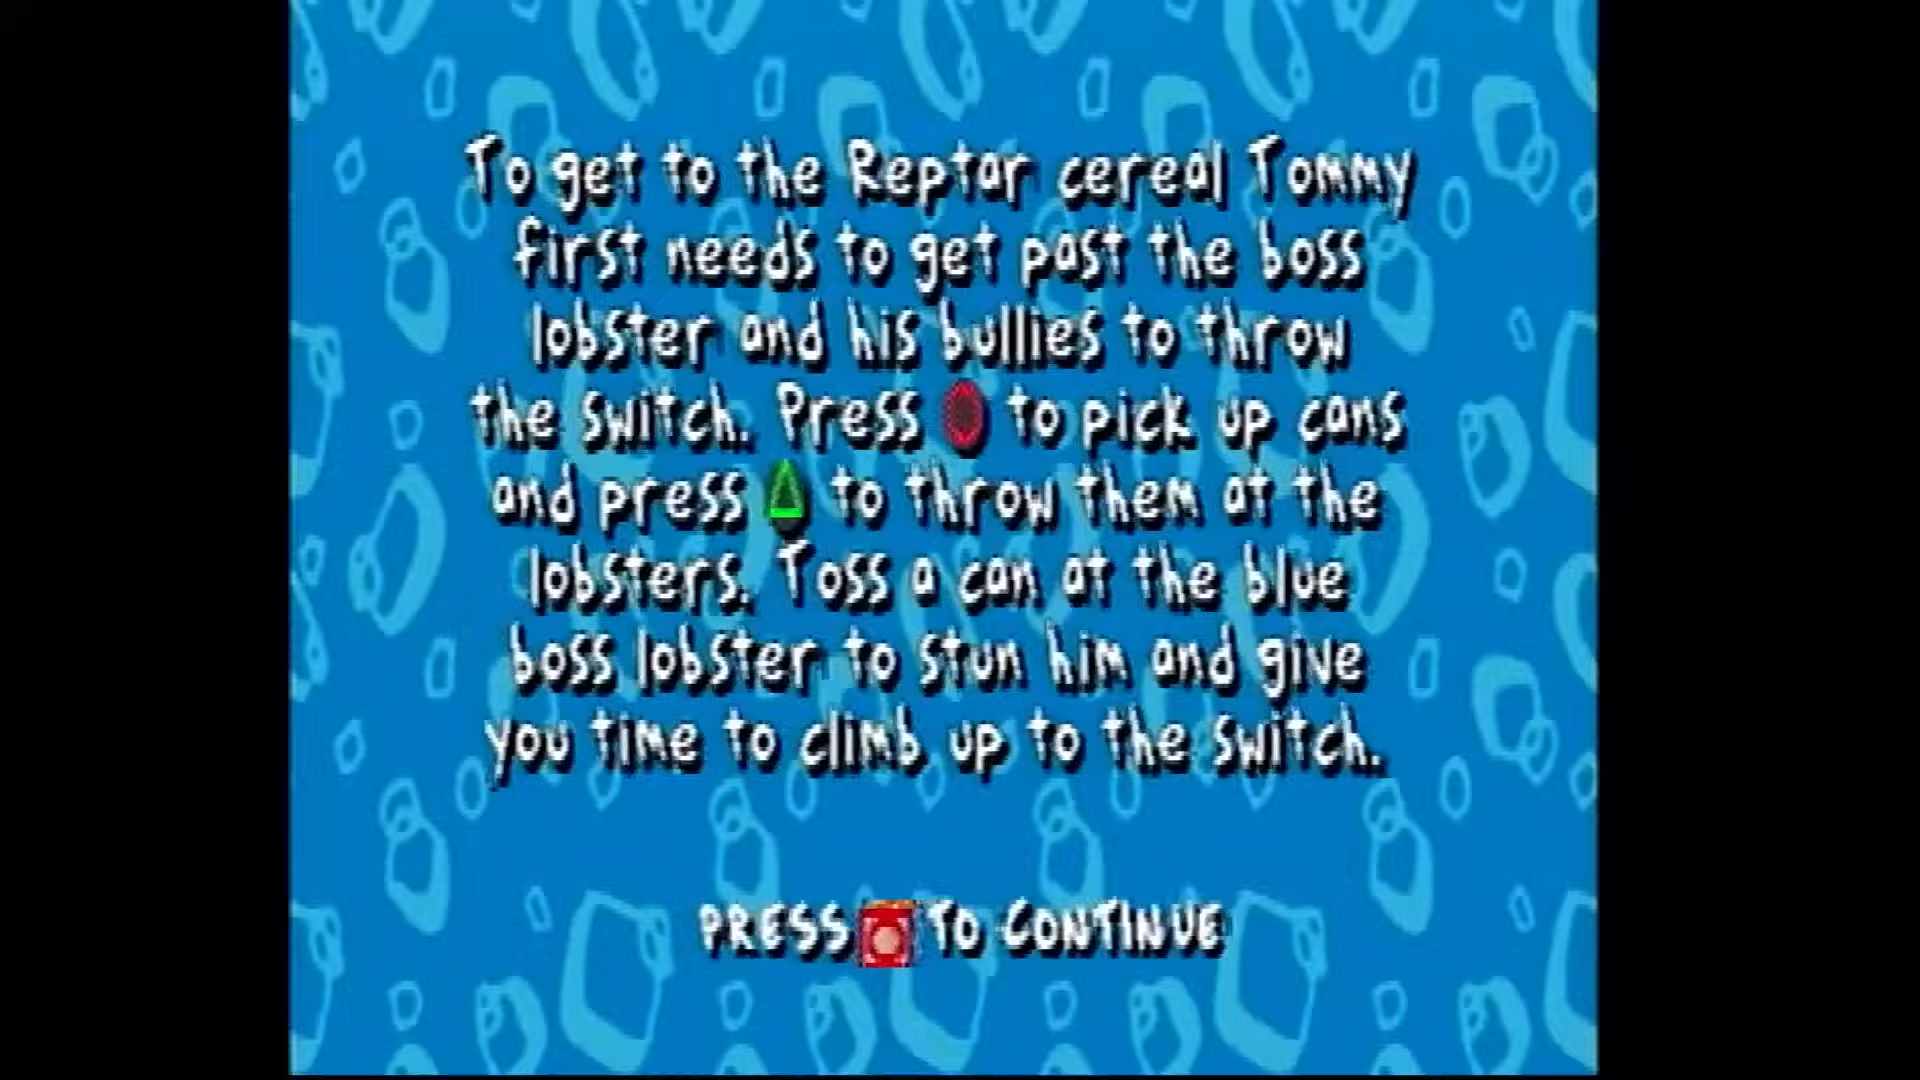 To get to the Reptar cereal Tommy
first needs to get past the boss
lobster and his bullies to throw
the switch. Press to pick up cans
and press to throw them at the
lobsters. Toss a can at the blue
boss lobster to stun him and give
you time to climb up to the switch.
PRESS TO CONTINUE